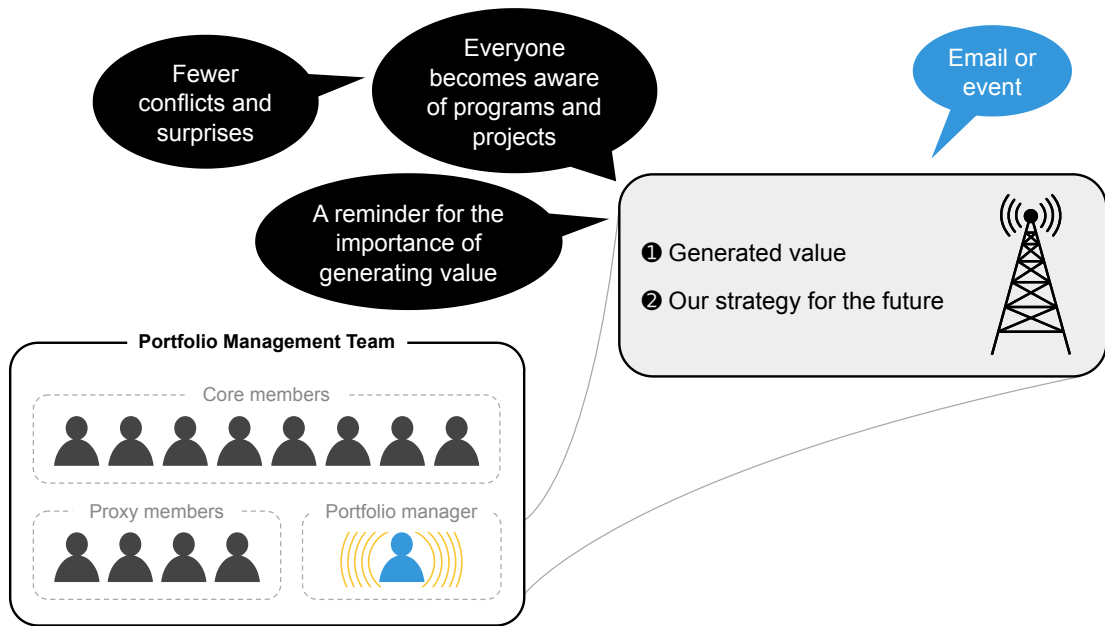 Fewer
conflicts and
surprises
Everyone
becomes aware
of programs and
projects
Email or
event
A reminder for the
importance of
generating value
❶ Generated value
❷ Our strategy for the future
Portfolio Management Team
Core members
Proxy members
Portfolio manager